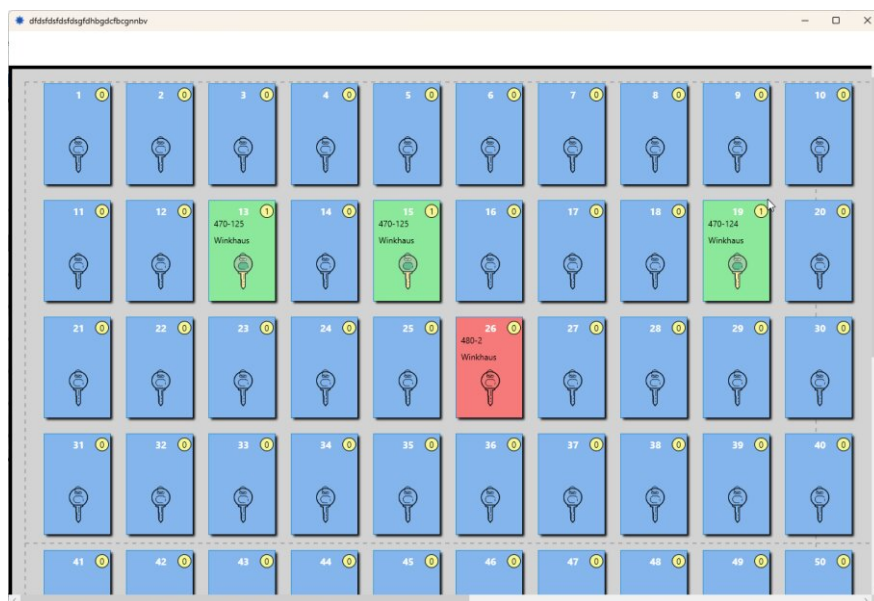 dfdsfdsfdsfdsgfdhbgdcfbcgnnbv
1 0 2 0 3 0 4 0 5 0 6 0 7 0 8 0 9 0 10 0
11 0 12 0 13 1 14 0 15 1 16 0 17 0 18 0 19 1 20 0
470-125 470-125 470-124
Winkhaus Winkhaus Winkhaus
21 0 22 0 23 0 24 0 25 0 26 0 27 0 28 0 29 0 30 0
480-2
Winkhaus
31 0 32 0 33 0 34 0 35 0 36 0 37 0 38 0 39 0 40 0
41 0 42 0 43 0 44 0 45 0 46 0 47 0 48 0 49 0 50 0